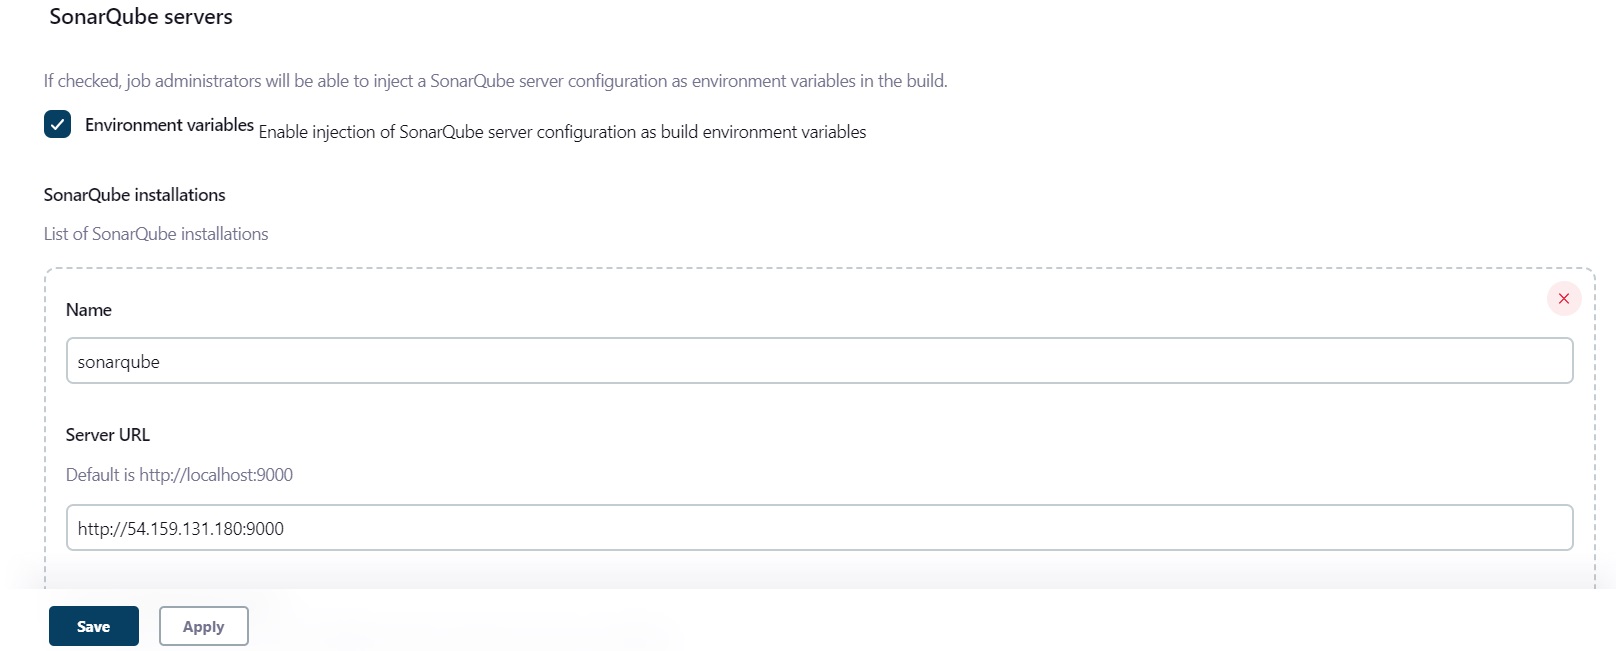 SonarQube servers
If checked, job administrators will be able to inject a SonarQube server configuration as environment variables in the build.
Environment variables Enable injection of SonarQube server configuration as build environment variables
SonarQube installations
List of SonarQube installations
Name
sonarqube
Server URL
Default is http://localhost:9000
http://54.159.131.180:9000
Save Apply